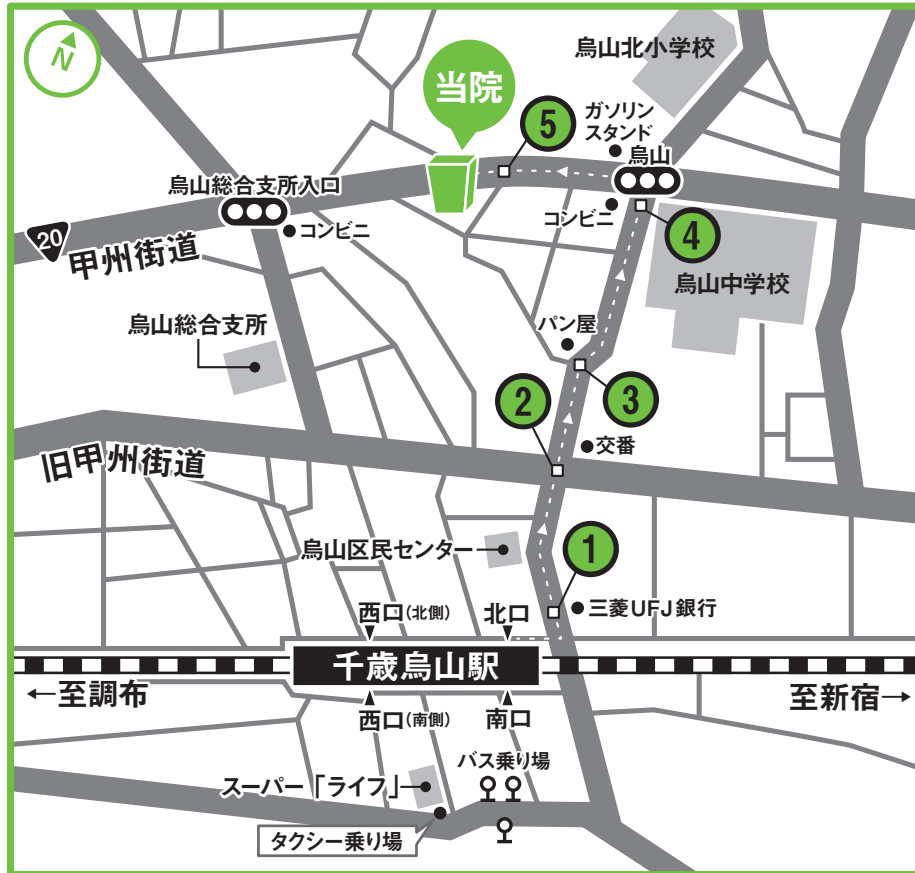 N
烏山北小学校
当院
5
ガソリン
スタンド
烏山
烏山総合支所入口
コンビニ
コンビニ
4
20
甲州街道
烏山中学校
烏山総合支所
パン屋
2
3
交番
旧甲州街道
烏山区民センター
1
三菱UFJ銀行
西口(北側)
北口
千歳烏山駅
←至調布
至新宿→
西口(南側)
南口
バス乗り場
スーパー「ライフ」
タクシー乗り場